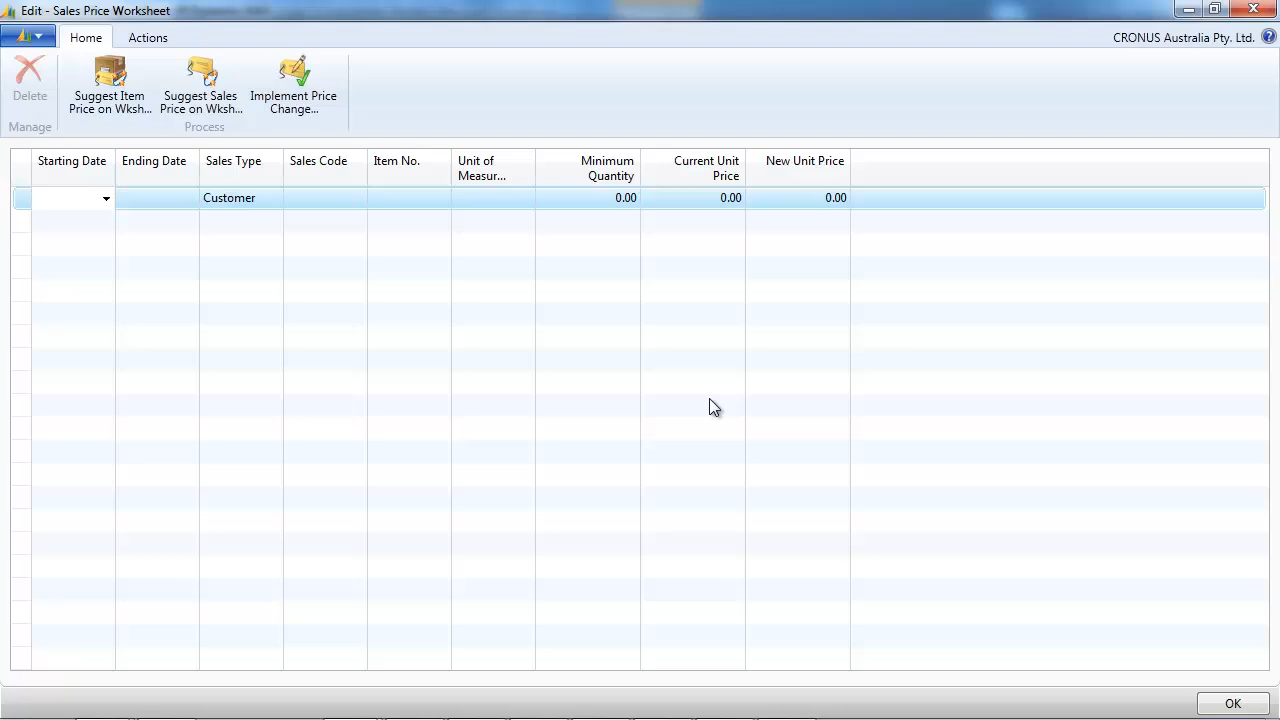 Edit - Sales Price Worksheet
Home Actions CRONUS Australia Pty. Ltd.
Delete
Suggest Item
Price on Wksh...
Suggest Sales
Price on Wksh...
Implement Price
Change...
Manage Process
Starting Date Ending Date Sales Type Sales Code Item No. Unit of Measur... Minimum Quantity Current Unit Price New Unit Price
Customer 0.00 0.00 0.00
OK